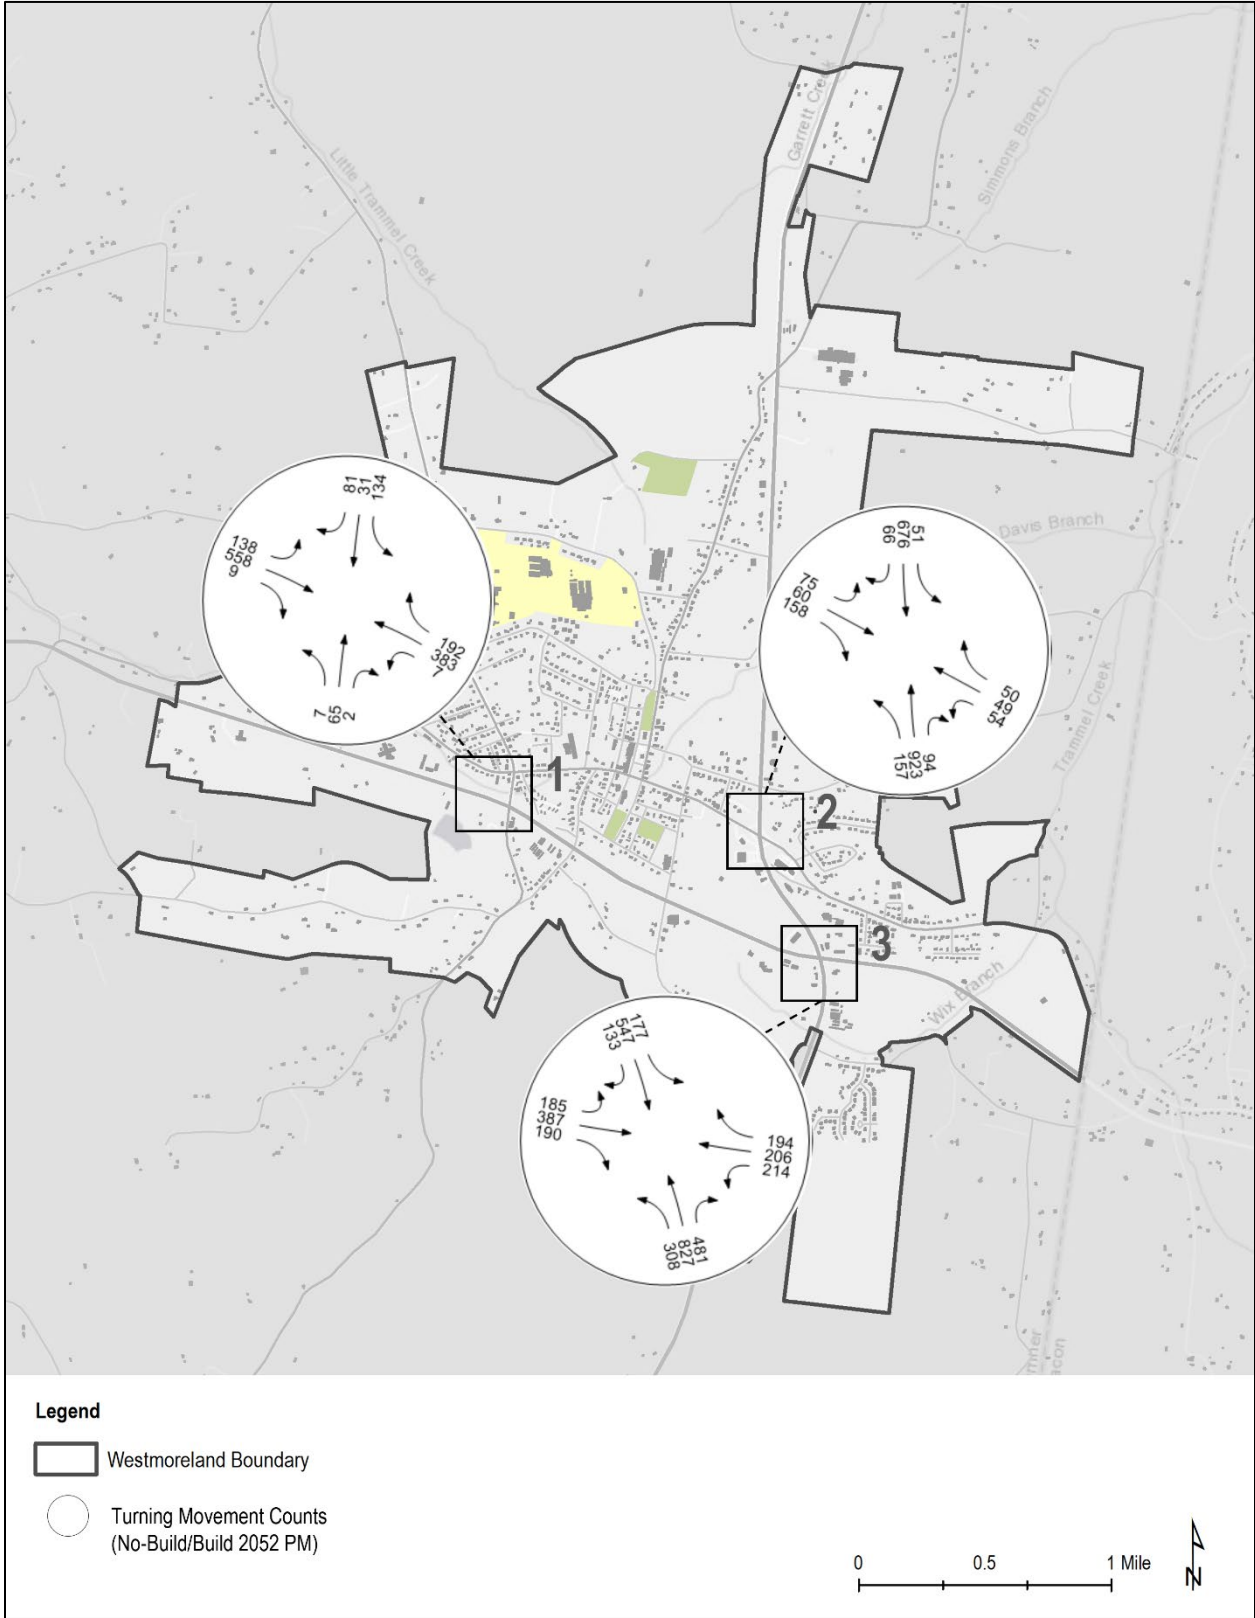 Garrett Creek
Simmons Branch
Little Trammel Creek
81
31
134
138
558
9
192
383
7
7
65
2
Davis Branch
66
676
51
75
60
158
50
49
54
157
923
94
Trammel Creek
1
2
3
Wix Branch
133
547
177
185
387
190
194
206
214
308
827
481
mner
acon
Legend
Westmoreland Boundary
Turning Movement Counts
(No-Build/Build 2052 PM)
0 0.5 1 Mile
N